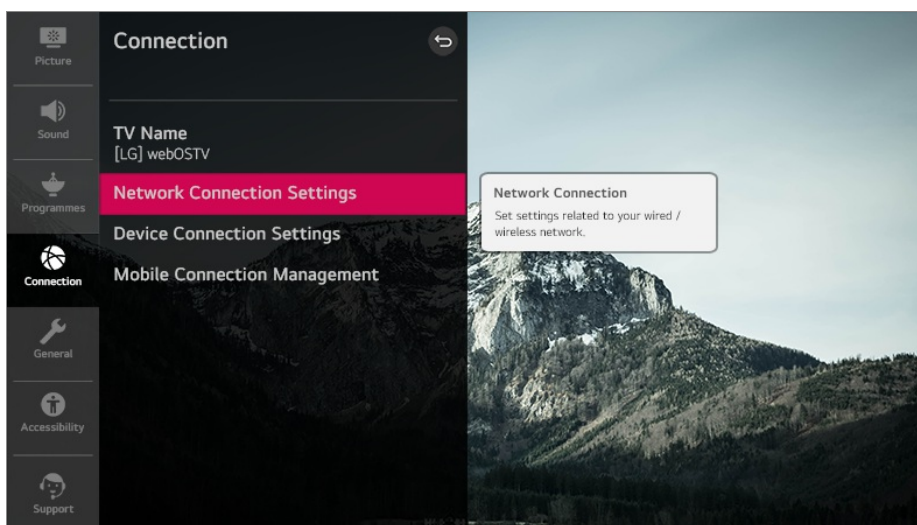 Picture
Sound
Programmes
Connection
General
Accessibility
Support
Connection
TV Name
[LG] webOSTV
Network Connection Settings
Device Connection Settings
Mobile Connection Management
Network Connection
Set settings related to your wired /
wireless network.